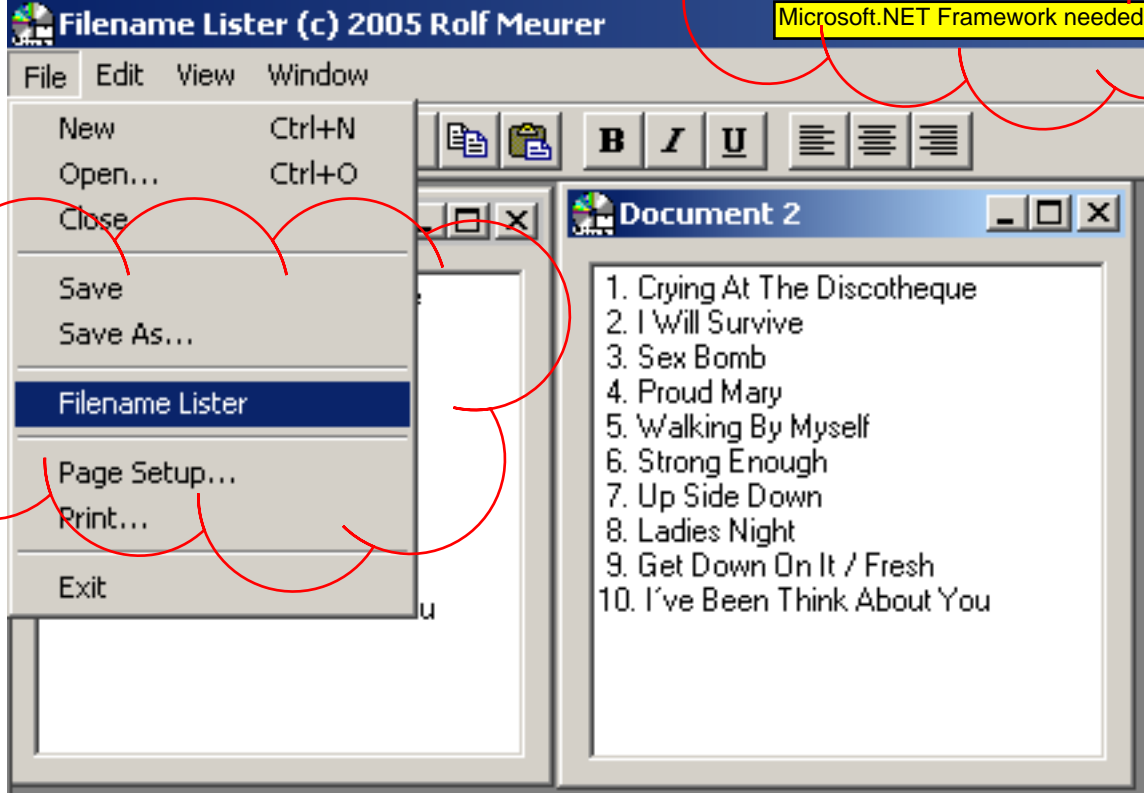 Filename Lister (c) 2005 Rolf Meurer
Microsoft.NET Framework needed
File Edit View Window
New Ctrl+N
Open... Ctrl+O
Close
Save
Save As...
Filename Lister
Page Setup...
Print...
Exit
B I U
Document 2
1. Crying At The Discotheque
2. I Will Survive
3. Sex Bomb
4. Proud Mary
5. Walking By Myself
6. Strong Enough
7. Up Side Down
8. Ladies Night
9. Get Down On It / Fresh
10. I´ve Been Think About You